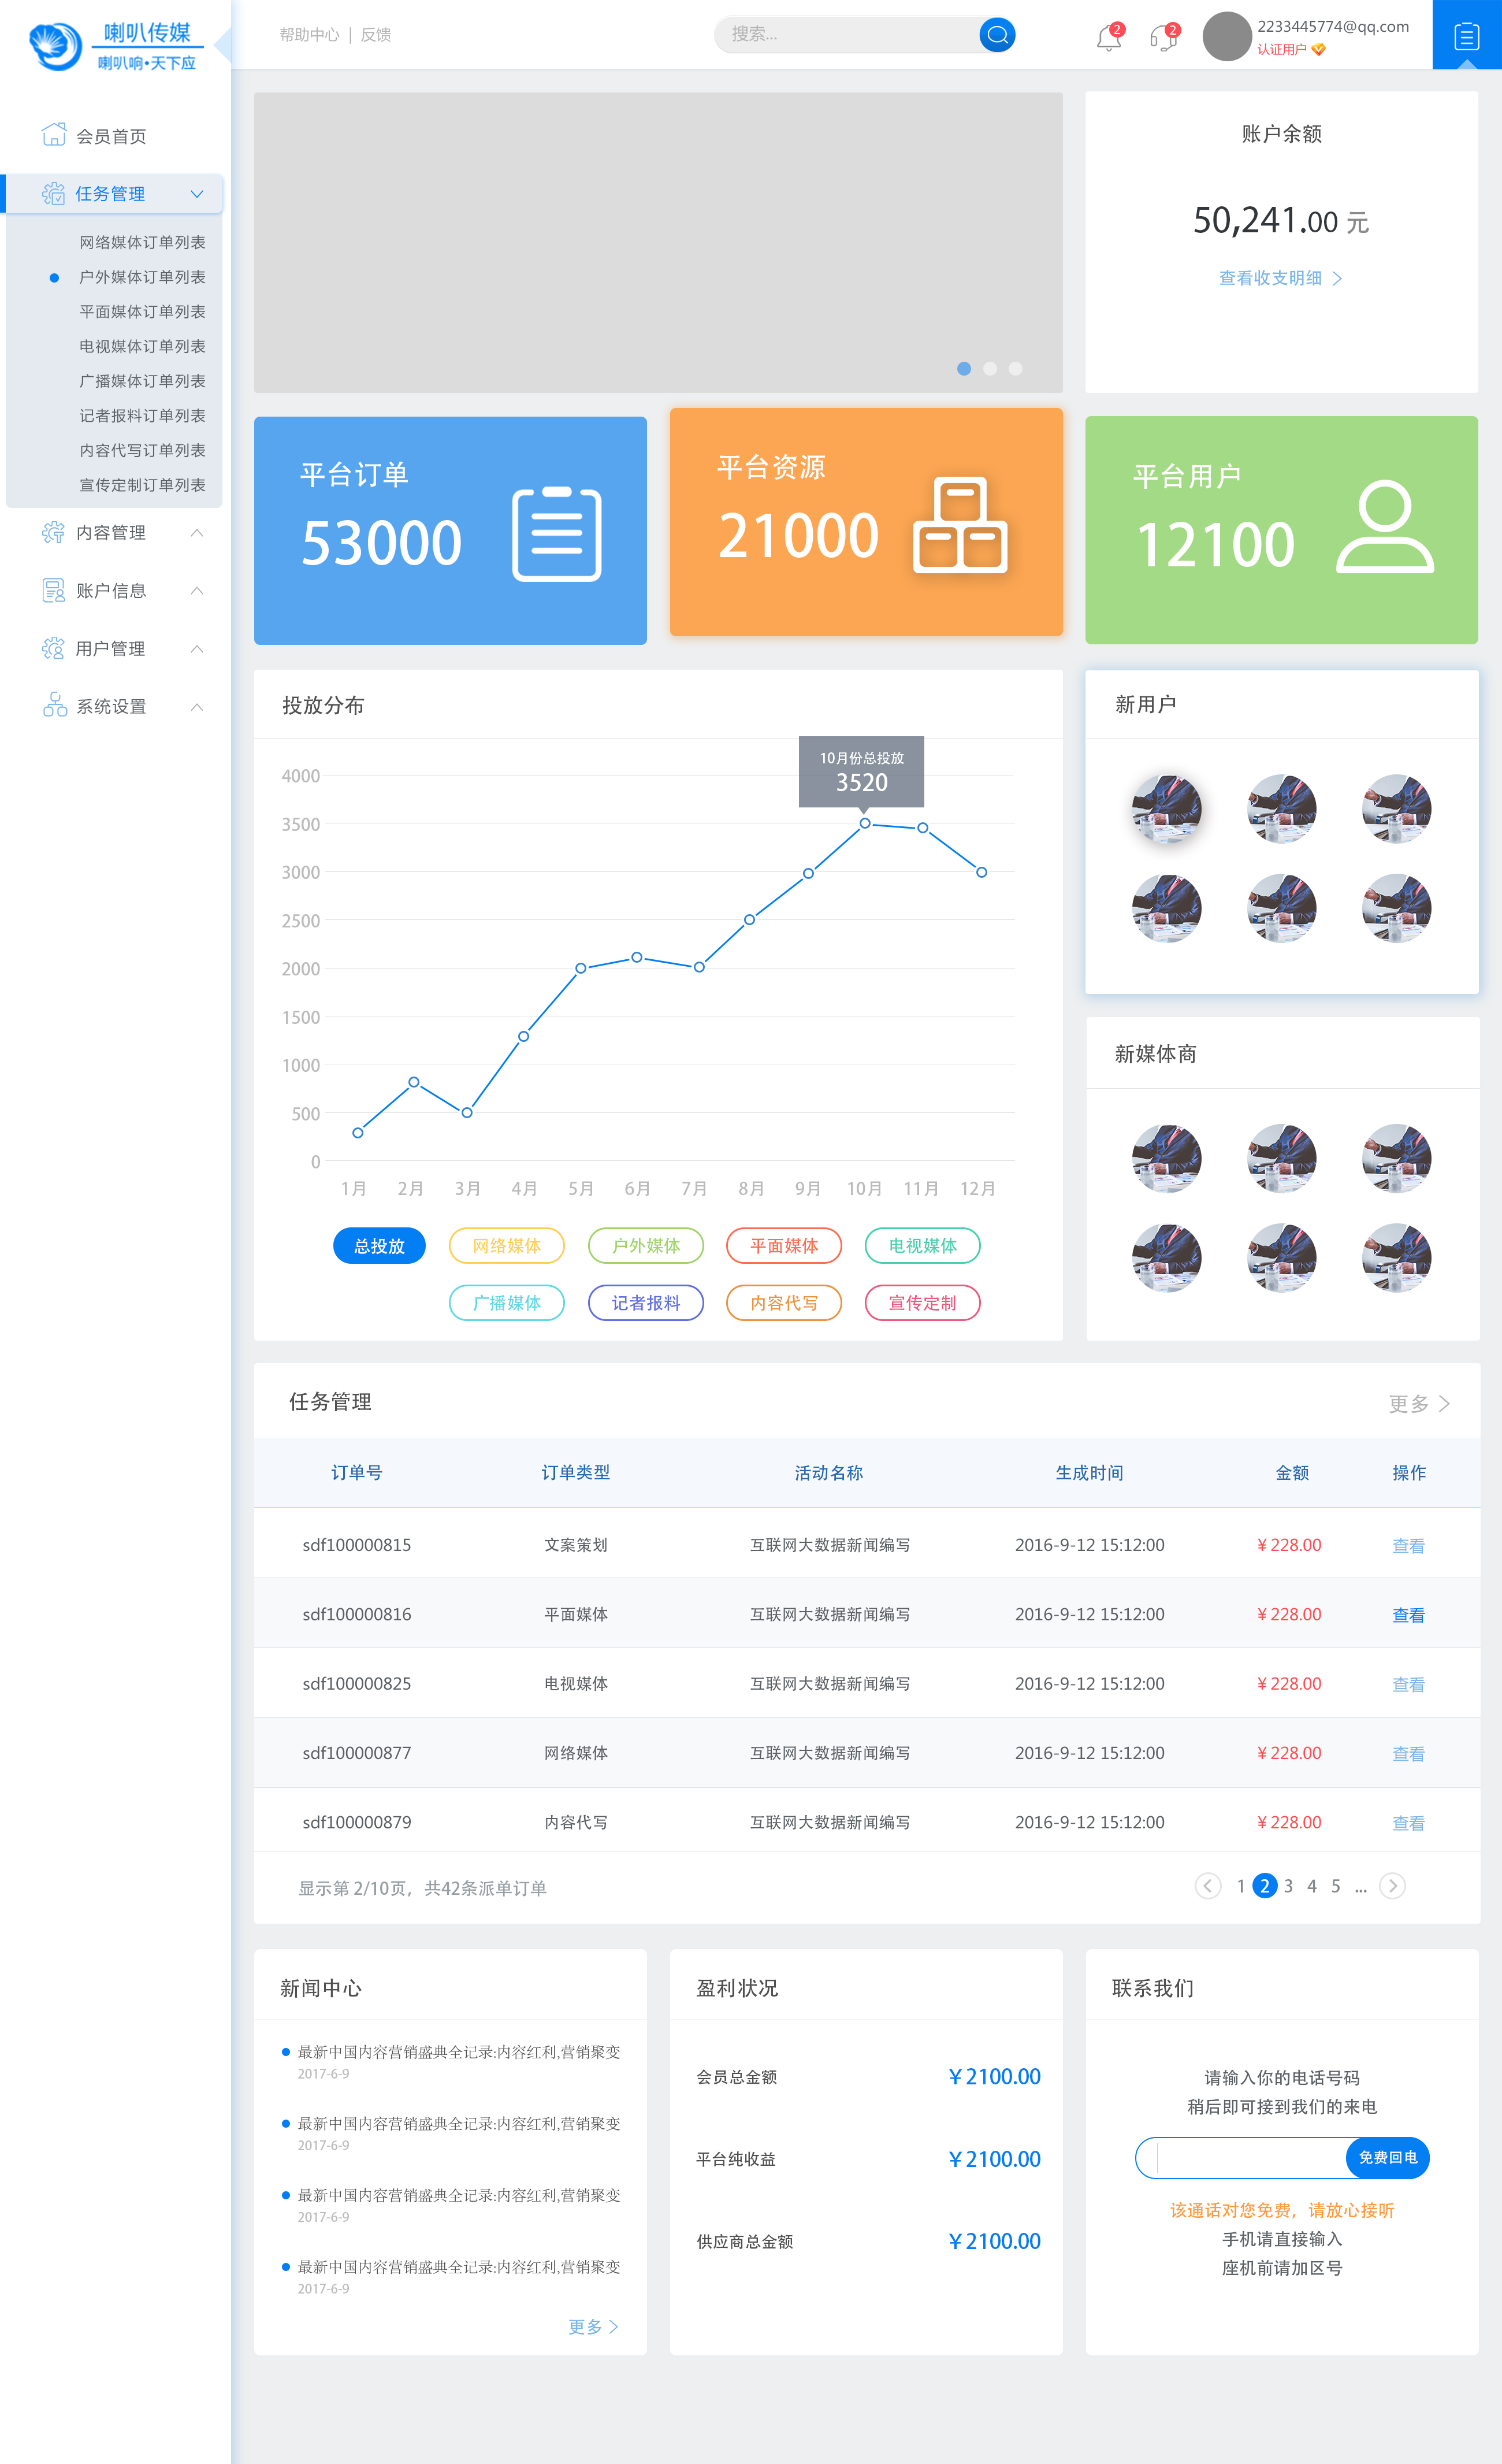 喇叭传媒
喇叭响•天下应
帮助中心 | 反馈
搜索...
2
2
2233445774@qq.com
认证用户
会员首页
任务管理
网络媒体订单列表
户外媒体订单列表
平面媒体订单列表
电视媒体订单列表
广播媒体订单列表
记者报料订单列表
内容代写订单列表
宣传定制订单列表
内容管理
账户信息
用户管理
系统设置
账户余额
50,241.00 元
查看收支明细
平台订单
53000
平台资源
21000
平台用户
12100
投放分布
10月份总投放
3520
4000
3500
3000
2500
2000
1500
1000
500
0
1月 2月 3月 4月 5月 6月 7月 8月 9月 10月 11月 12月
总投放 网络媒体 户外媒体 平面媒体 电视媒体
广播媒体 记者报料 内容代写 宣传定制
新用户
新媒体商
任务管理 更多
订单号 订单类型 活动名称 生成时间 金额 操作
sdf100000815 文案策划 互联网大数据新闻编写 2016-9-12 15:12:00 ¥228.00 查看
sdf100000816 平面媒体 互联网大数据新闻编写 2016-9-12 15:12:00 ¥228.00 查看
sdf100000825 电视媒体 互联网大数据新闻编写 2016-9-12 15:12:00 ¥228.00 查看
sdf100000877 网络媒体 互联网大数据新闻编写 2016-9-12 15:12:00 ¥228.00 查看
sdf100000879 内容代写 互联网大数据新闻编写 2016-9-12 15:12:00 ¥228.00 查看
显示第 2/10页，共42条派单订单 1 2 3 4 5 ...
新闻中心
最新中国内容营销盛典全记录:内容红利,营销聚变
2017-6-9
最新中国内容营销盛典全记录:内容红利,营销聚变
2017-6-9
最新中国内容营销盛典全记录:内容红利,营销聚变
2017-6-9
最新中国内容营销盛典全记录:内容红利,营销聚变
2017-6-9
更多
盈利状况
会员总金额 ¥2100.00
平台纯收益 ¥2100.00
供应商总金额 ¥2100.00
联系我们
请输入你的电话号码
稍后即可接到我们的来电
免费回电
该通话对您免费，请放心接听
手机请直接输入
座机前请加区号